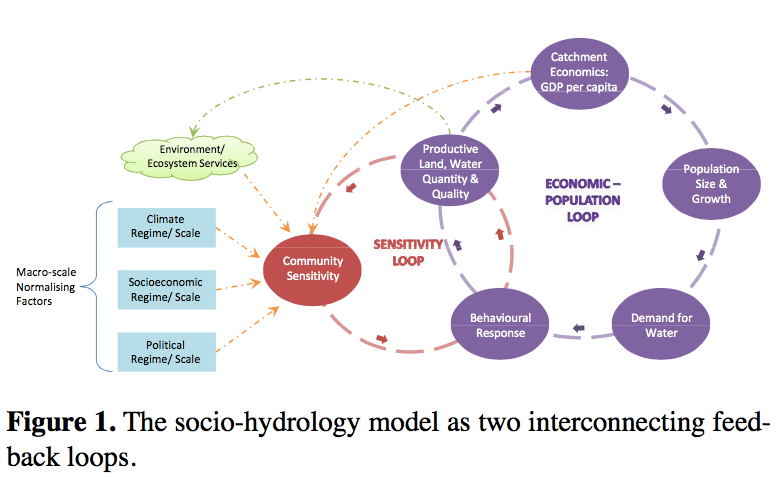 Catchment
Economics:
GDP per capita
Environment/
Ecosystem Services
Productive
Land, Water
Quantity &
Quality
Population
Size &
Growth
ECONOMIC –
POPULATION
LOOP
Climate
Regime/ Scale
Macro-scale
Normalising
Factors
Socioeconomic
Regime/ Scale
Political
Regime/ Scale
Community
Sensitivity
SENSITIVITY
LOOP
Behavioural
Response
Demand for
Water
Figure 1. The socio-hydrology model as two interconnecting feed-
back loops.